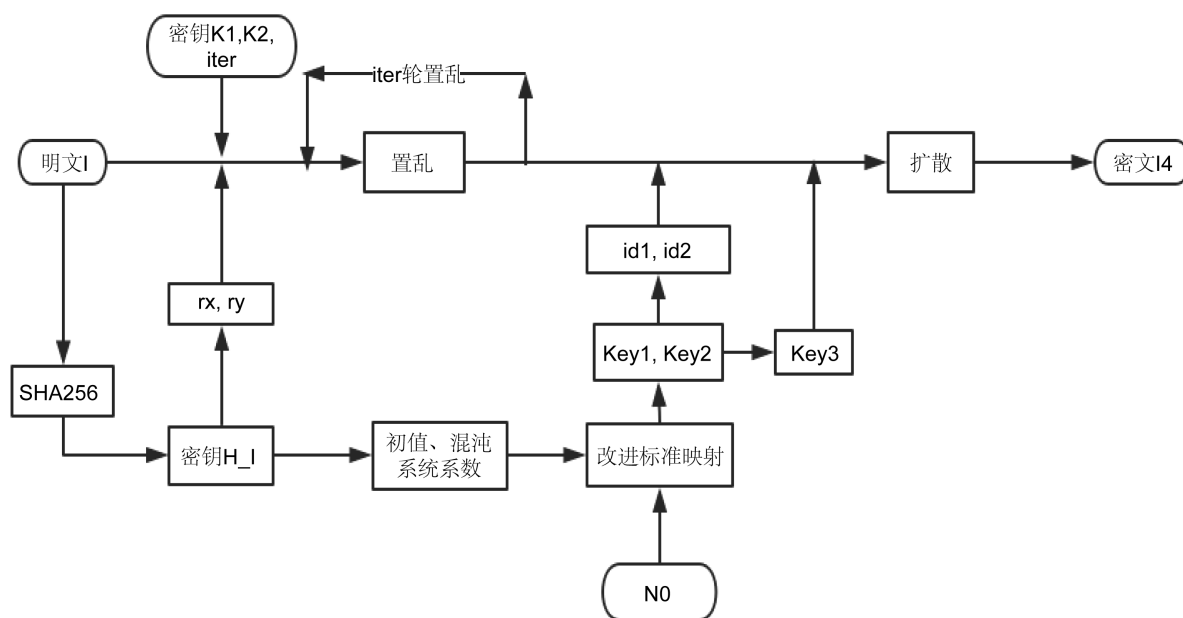 密钥K1,K2,
iter
iter轮置乱
明文I
置乱
扩散
密文I4
id1, id2
rx, ry
Key1, Key2
Key3
SHA256
密钥H_I
初值、混沌
系统系数
改进标准映射
N0